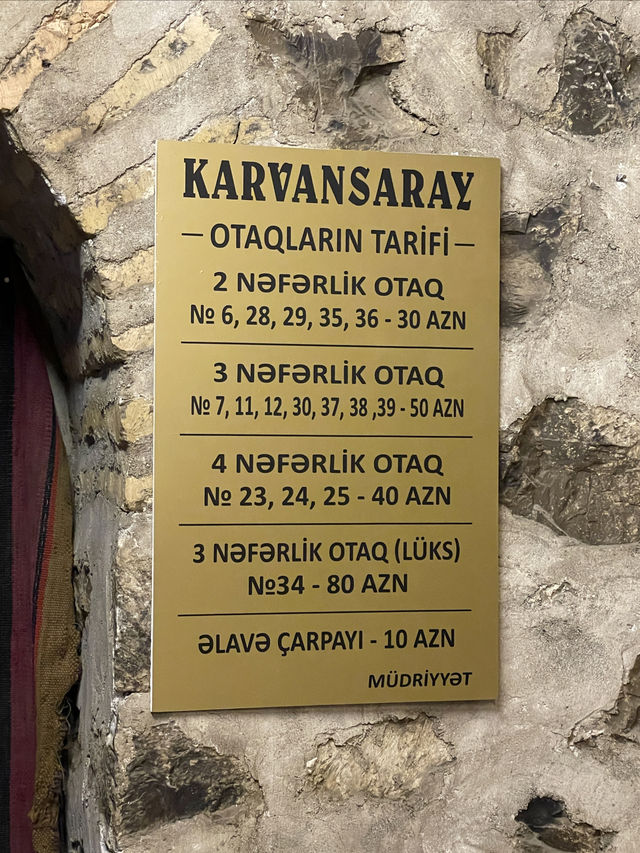 KARVANSARAY
— OTAQLARIN TARİFİ —
2 NƏFƏRLİK OTAQ
№ 6, 28, 29, 35, 36 - 30 AZN
3 NƏFƏRLİK OTAQ
№ 7, 11, 12, 30, 37, 38 ,39 - 50 AZN
4 NƏFƏRLİK OTAQ
№ 23, 24, 25 - 40 AZN
3 NƏFƏRLİK OTAQ (LÜKS)
№34 - 80 AZN
ƏLAVƏ ÇARPAYI - 10 AZN
MÜDRİYYƏT